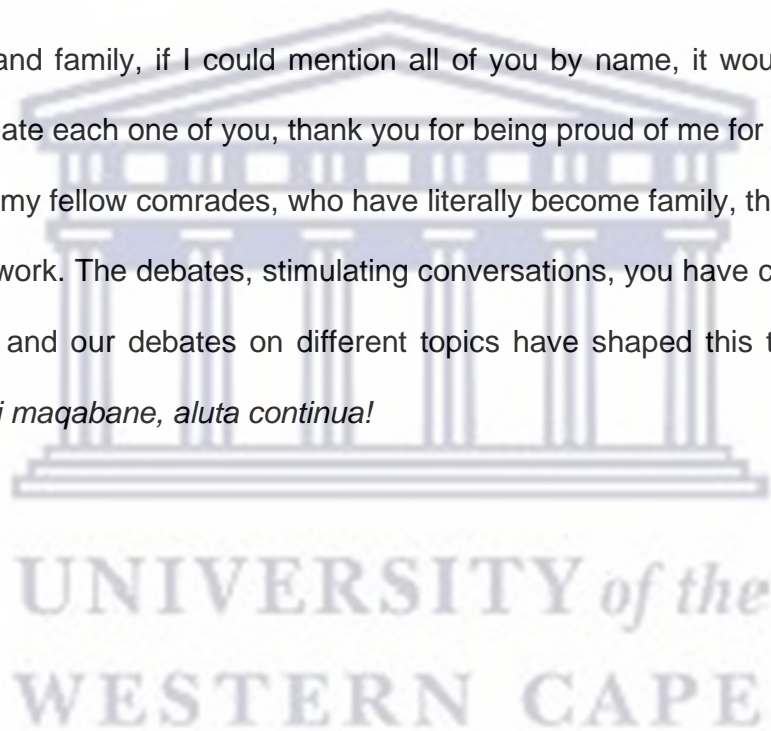 and family, if I could mention all of you by name, it wou
ate each one of you, thank you for being proud of me for
my fellow comrades, who have literally become family, th
work. The debates, stimulating conversations, you have o
and our debates on different topics have shaped this t
i maqabane, aluta continua!
UNIVERSITY of the
WESTERN CAPE